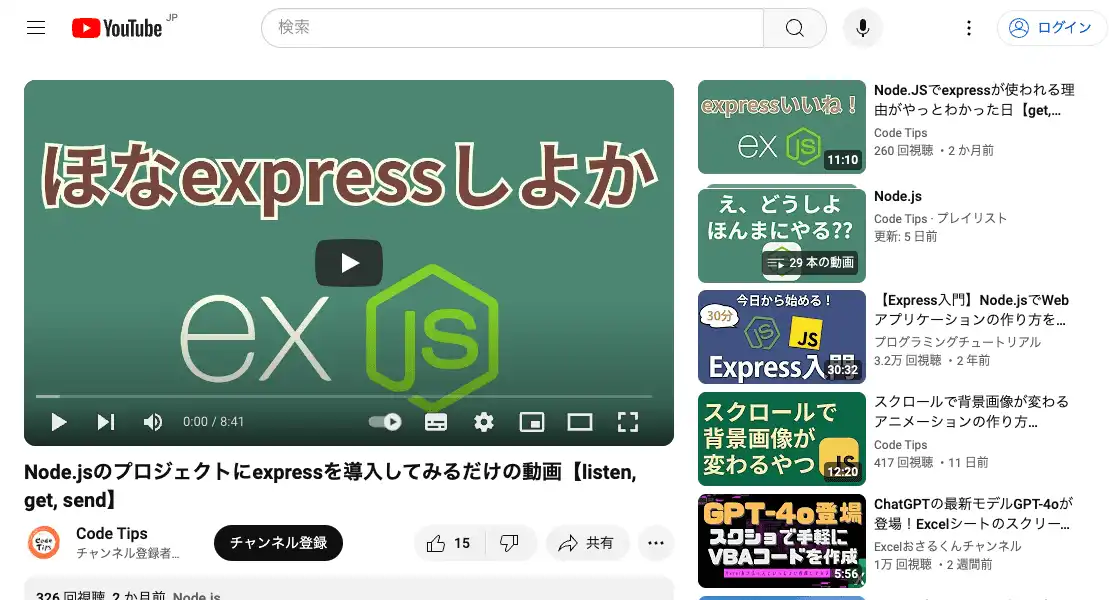 YouTube JP
検索
ログイン
ほなexpressしよか
ex JS
0:00 / 8:41
Node.jsのプロジェクトにexpressを導入してみるだけの動画【listen,
get, send】
Code Tips
Code Tips
チャンネル登録者...
チャンネル登録
15
共有
326 回視聴 2 か月前 Node.js
expressいいね！
ex JS
11:10
Node.JSでexpressが使われる理
由がやっとわかった日【get,...
Code Tips
260 回視聴 ・2 か月前
え、どうしよ
ほんまにやる??
29 本の動画
Node.js
Code Tips · プレイリスト
更新: 5 日前
今日から始める！
30分
JS
JS
Express入門
30:32
【Express入門】Node.jsでWeb
アプリケーションの作り方を...
プログラミングチュートリアル
3.2万 回視聴 ・2 年前
スクロールで
背景画像が
変わるやつ
JS
12:20
スクロールで背景画像が変わる
アニメーションの作り方...
Code Tips
417 回視聴 ・11 日前
GPT-4o登場
スクショで手軽に
VBAコードを作成
5:56
ChatGPTの最新モデルGPT-4oが
登場！Excelシートのスクリー...
Excelおさるくんチャンネル
1万 回視聴 ・2 週間前